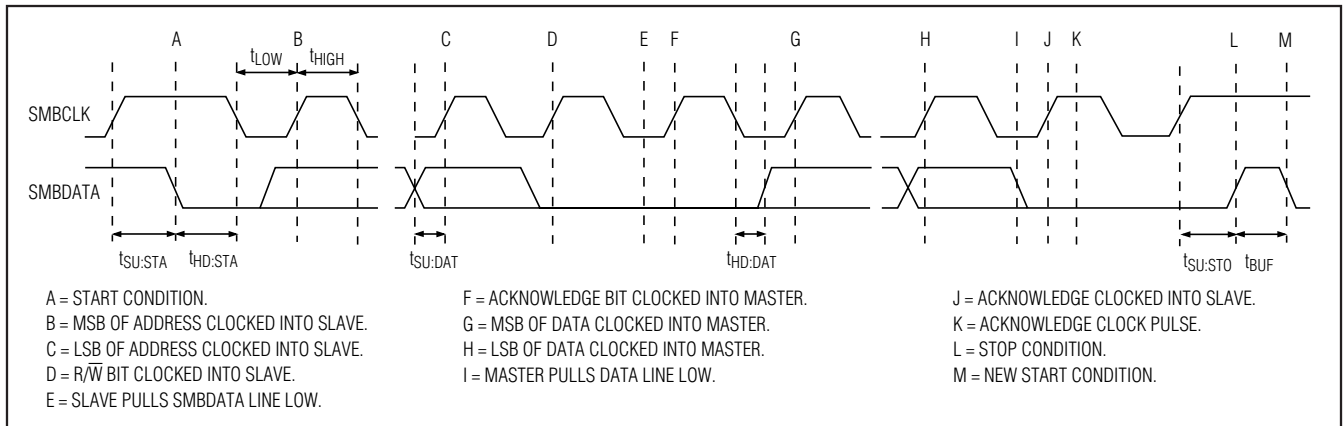 A B C D E F G H I J K L M
tLOW tHIGH
SMBCLK
SMBDATA
tSU:STA tHD:STA tSU:DAT tHD:DAT tSU:STO tBUF
A = START CONDITION.
B = MSB OF ADDRESS CLOCKED INTO SLAVE.
C = LSB OF ADDRESS CLOCKED INTO SLAVE.
D = R/W̅ BIT CLOCKED INTO SLAVE.
E = SLAVE PULLS SMBDATA LINE LOW.
F = ACKNOWLEDGE BIT CLOCKED INTO MASTER.
G = MSB OF DATA CLOCKED INTO MASTER.
H = LSB OF DATA CLOCKED INTO MASTER.
I = MASTER PULLS DATA LINE LOW.
J = ACKNOWLEDGE CLOCKED INTO SLAVE.
K = ACKNOWLEDGE CLOCK PULSE.
L = STOP CONDITION.
M = NEW START CONDITION.